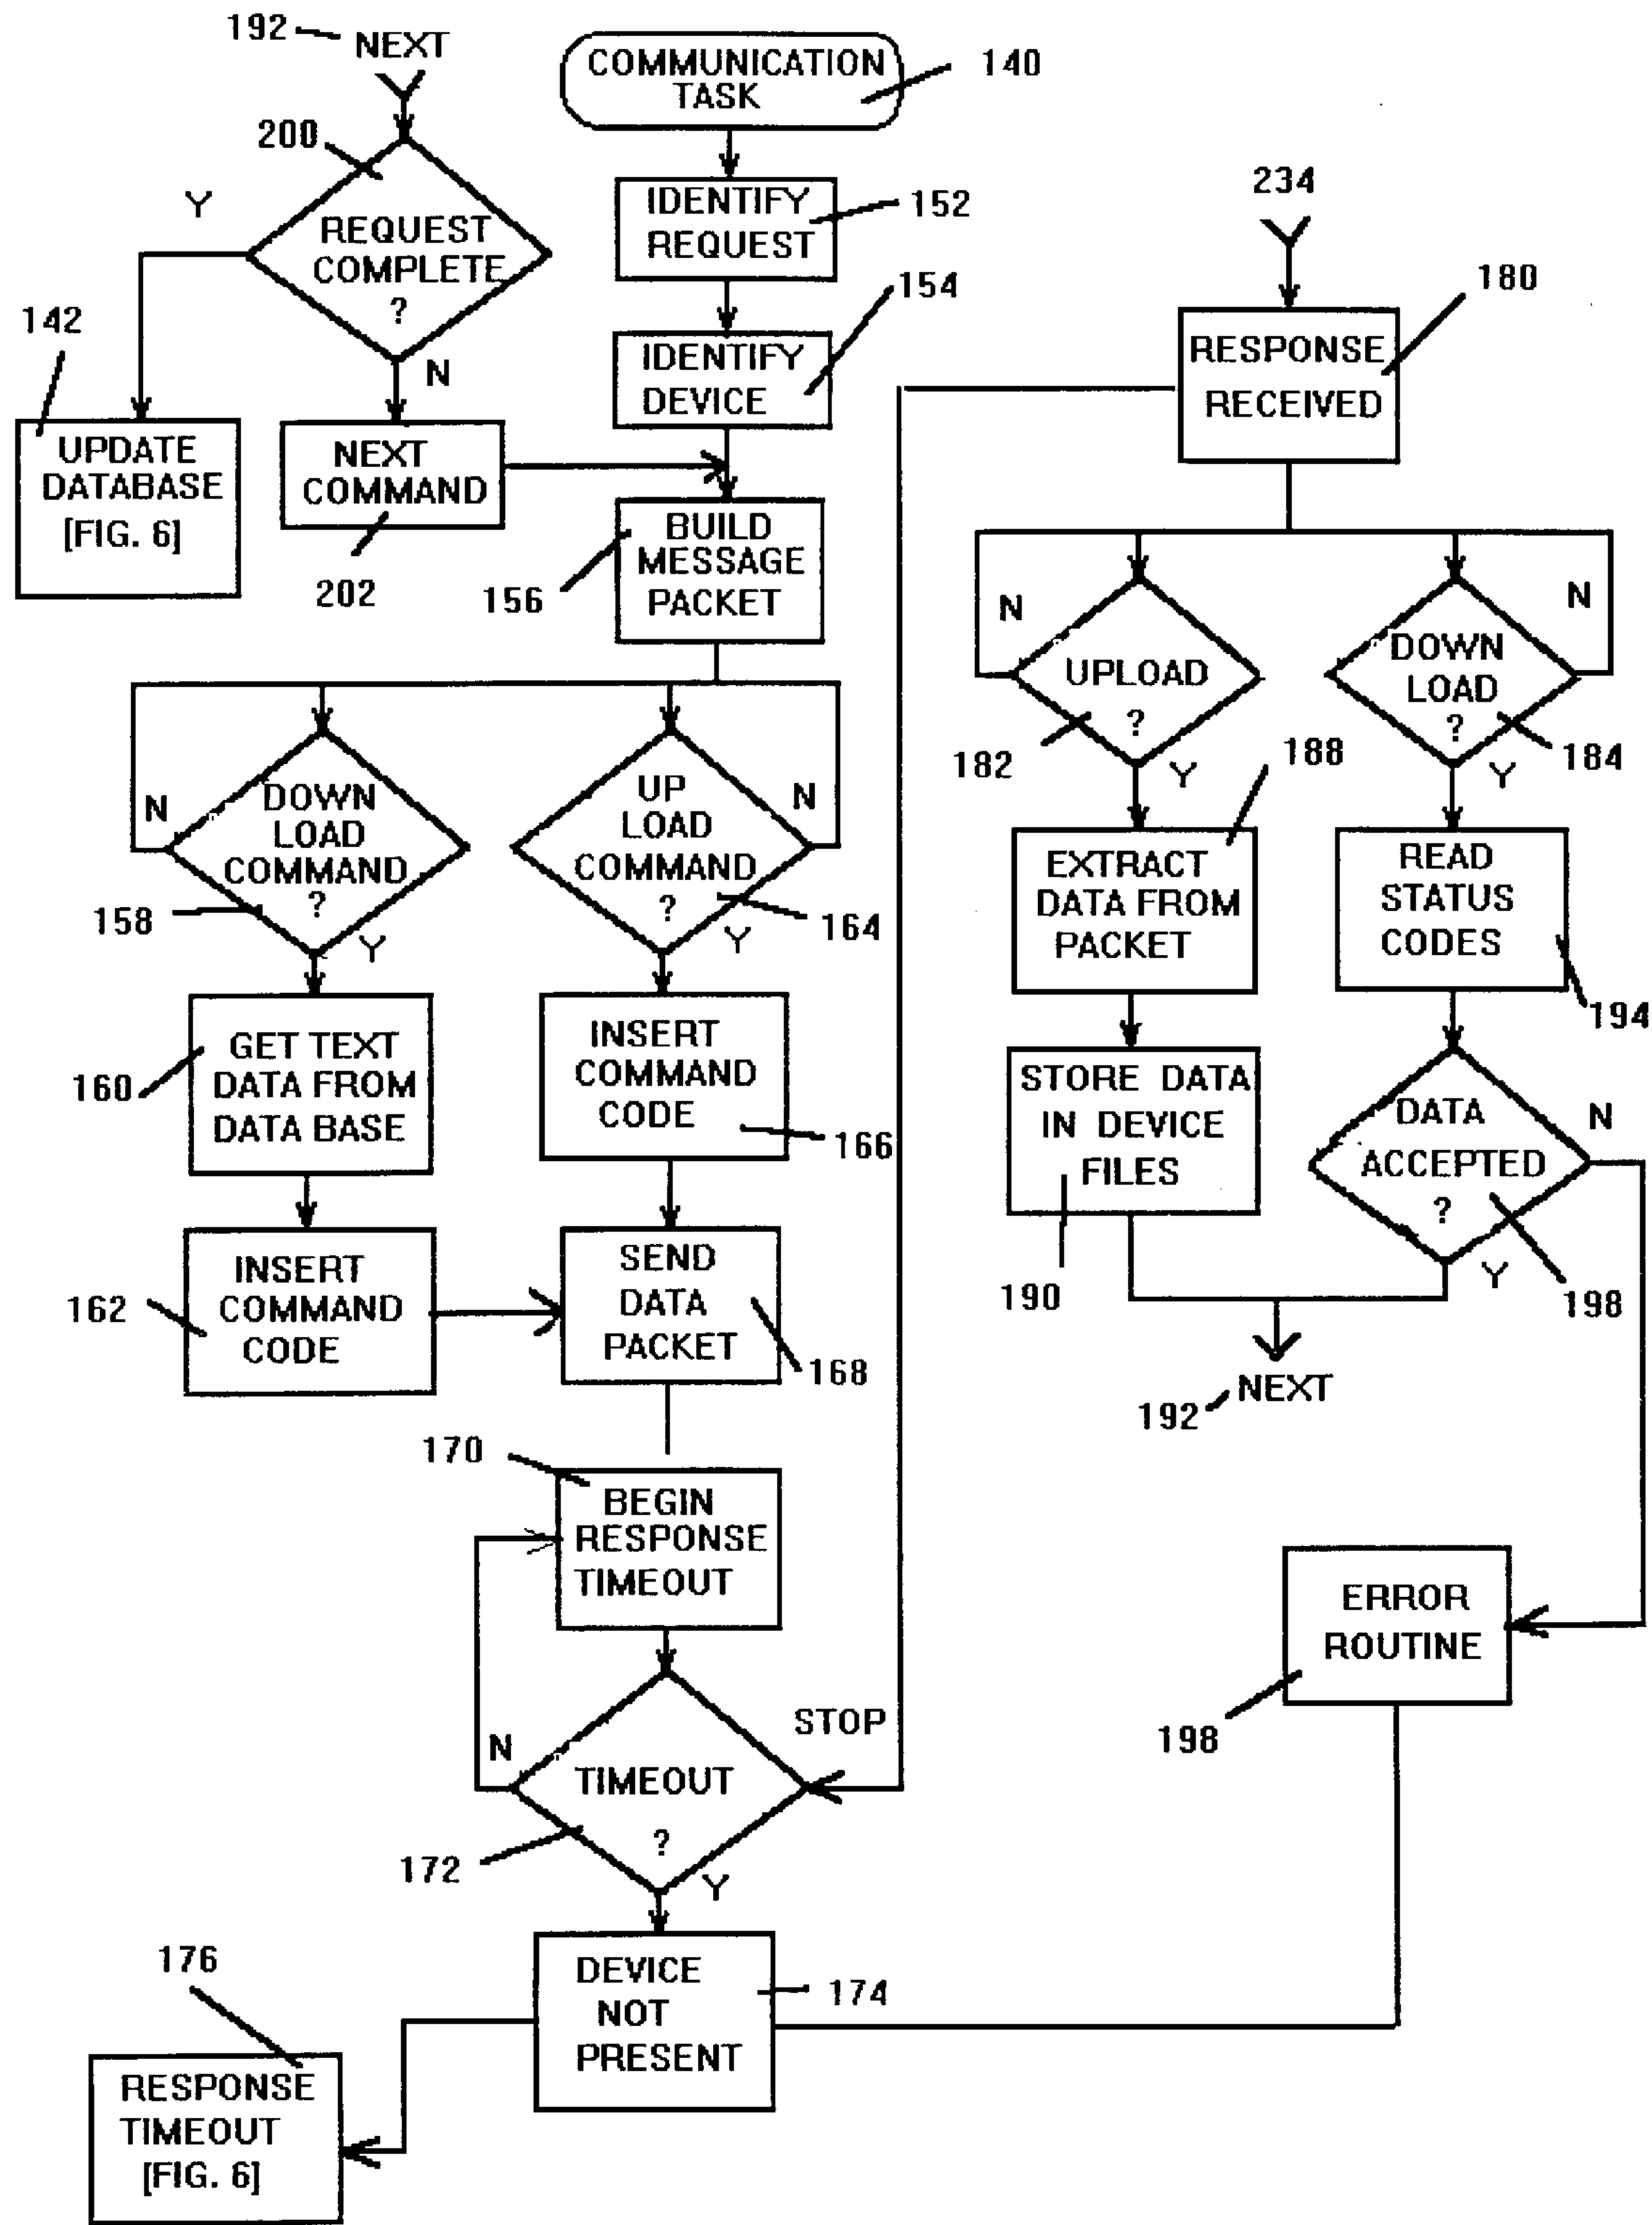 192
NEXT
200
Y
REQUEST
COMPLETE
?
N
142
UPDATE
DATABASE
[FIG. 6]
NEXT
COMMAND
202
COMMUNICATION
TASK
140
IDENTIFY
REQUEST
152
IDENTIFY
DEVICE
154
BUILD
MESSAGE
PACKET
156
N
DOWN
LOAD
COMMAND
?
158
Y
UP
LOAD
COMMAND
?
N
164
Y
GET TEXT
DATA FROM
DATA BASE
160
INSERT
COMMAND
CODE
166
INSERT
COMMAND
CODE
162
SEND
DATA
PACKET
168
170
BEGIN
RESPONSE
TIMEOUT
N
STOP
TIMEOUT
?
172
Y
DEVICE
NOT
PRESENT
174
176
RESPONSE
TIMEOUT
[FIG. 6]
234
180
RESPONSE
RECEIVED
N
UPLOAD
?
182
Y
DOWN
LOAD
?
N
184
Y
188
EXTRACT
DATA FROM
PACKET
READ
STATUS
CODES
194
STORE DATA
IN DEVICE
FILES
190
DATA
ACCEPTED
?
N
Y
198
192
NEXT
ERROR
ROUTINE
198